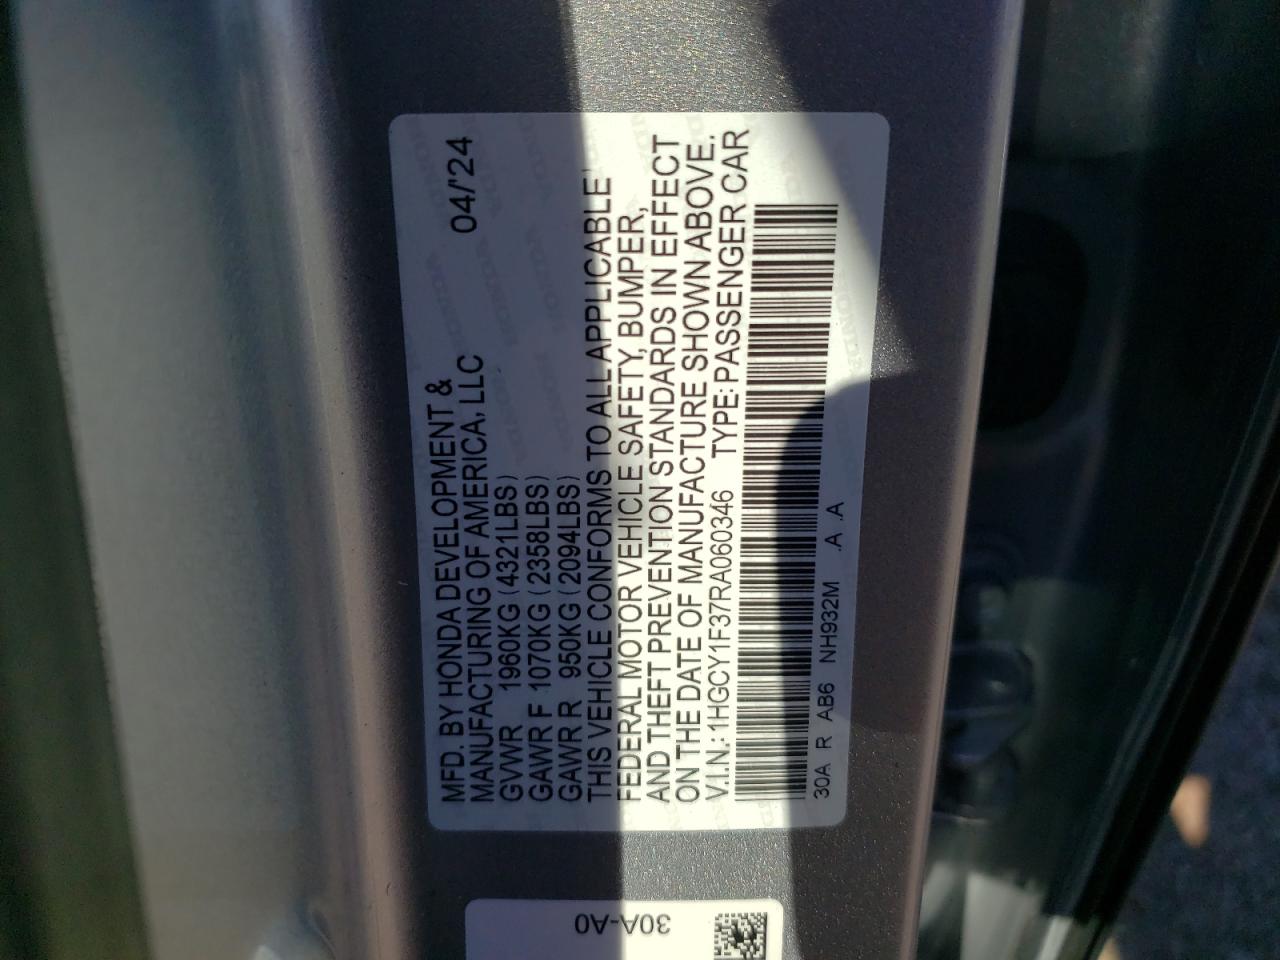 MFD. BY HONDA DEVELOPMENT & 04/'24
MANUFACTURING OF AMERICA, LLC
GVWR 1960KG (4321LBS)
GAWR F 1070KG (2358LBS)
GAWR R 950KG (2094LBS)
THIS VEHICLE CONFORMS TO ALL APPLICABLE
FEDERAL MOTOR VEHICLE SAFETY, BUMPER,
AND THEFT PREVENTION STANDARDS IN EFFECT
ON THE DATE OF MANUFACTURE SHOWN ABOVE.
V.I.N.: 1HGCY1F37RA060346 TYPE: PASSENGER CAR
30A R AB6 NH932M .A .A
30A-A0